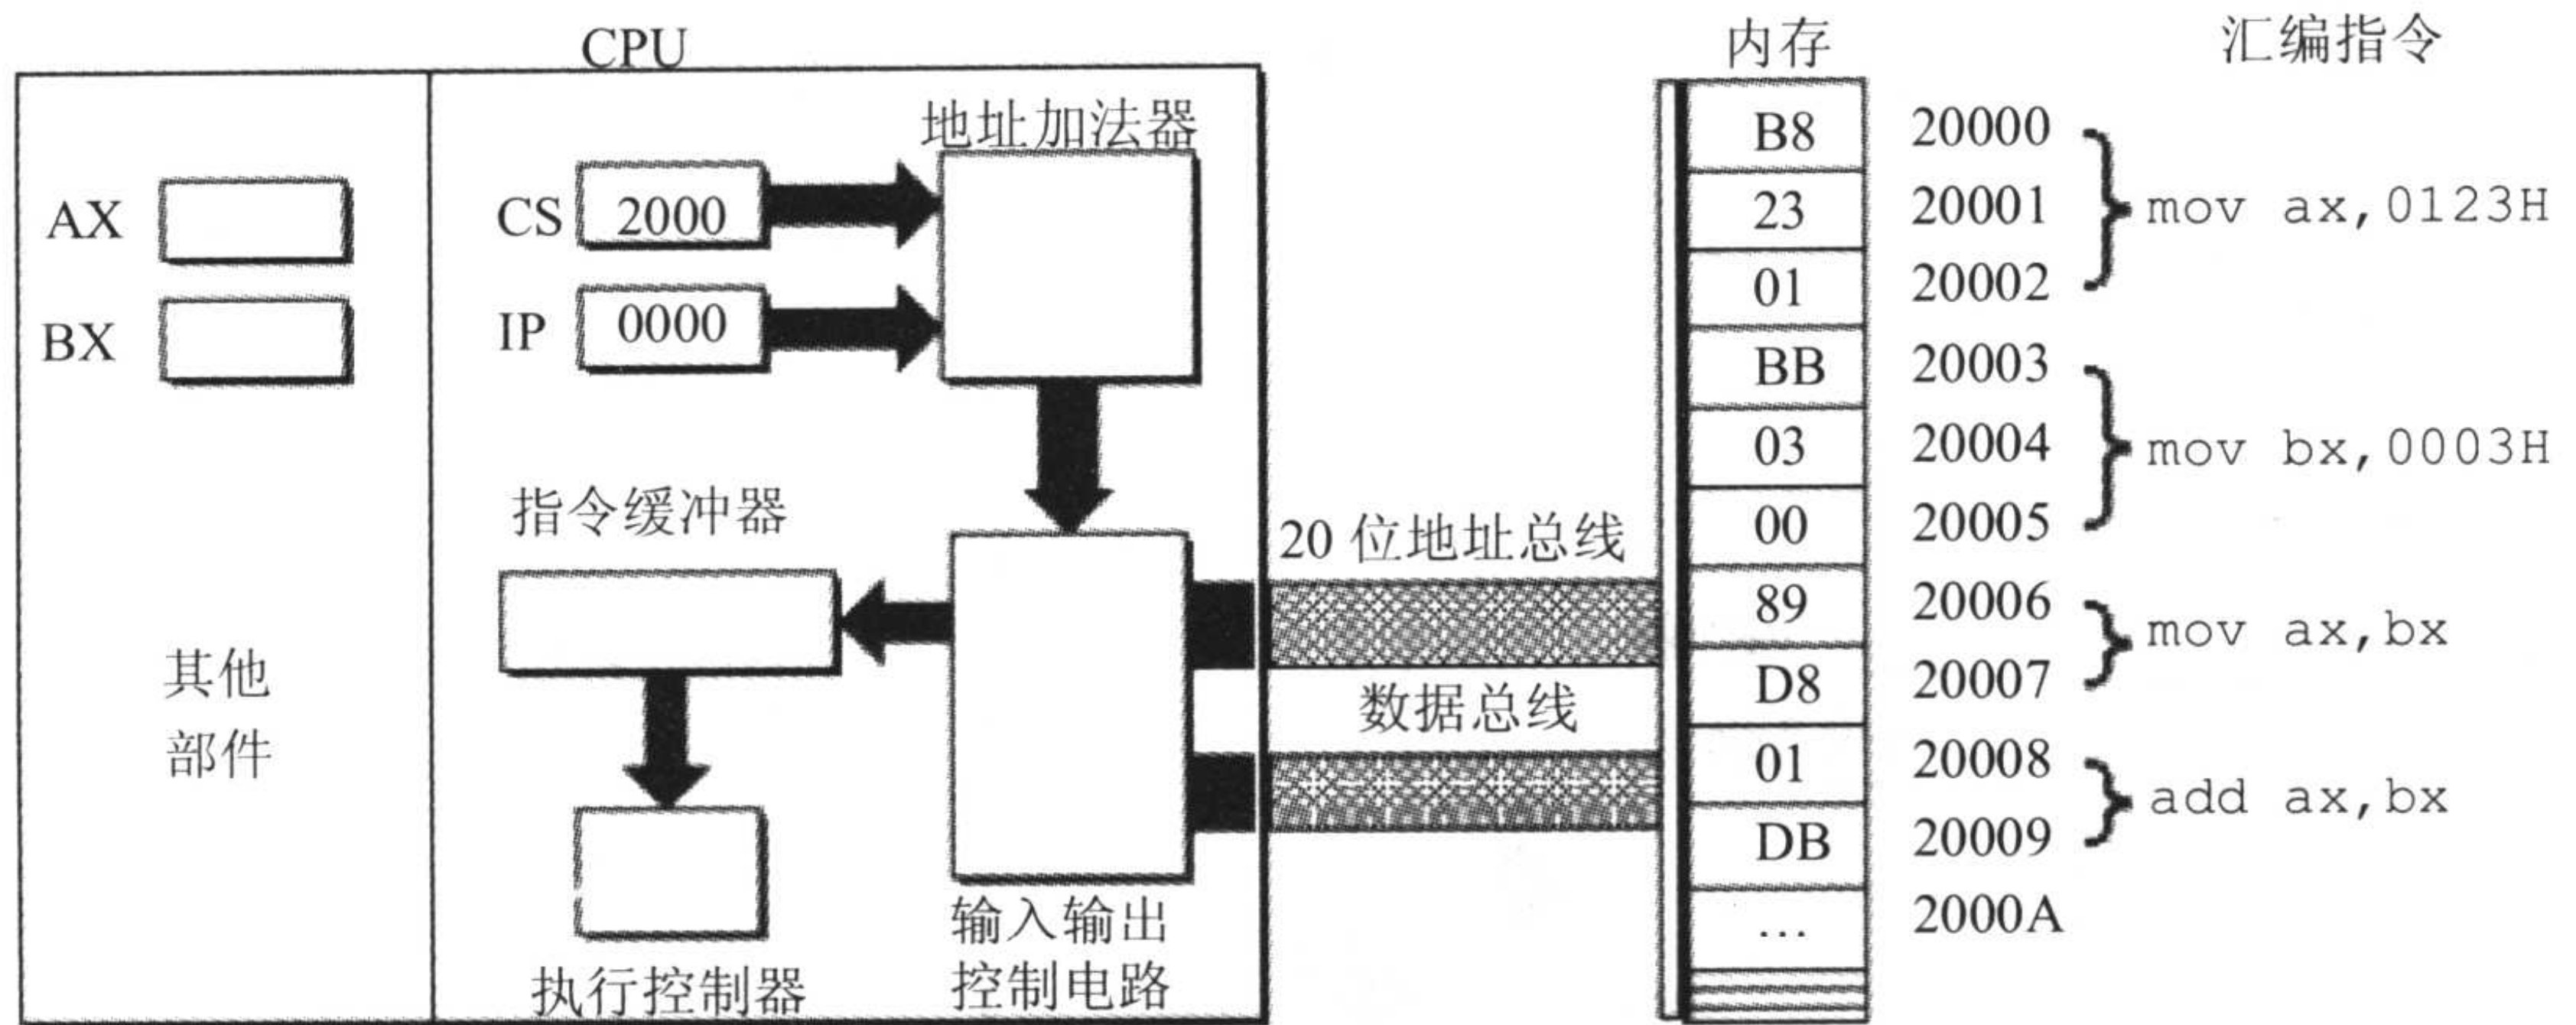 CPU
AX
BX
其他
部件
CS
2000
IP
0000
地址加法器
指令缓冲器
执行控制器
输入输出
控制电路
20 位地址总线
数据总线
内存
汇编指令
B8 20000
23 20001
01 20002
mov ax,0123H
BB 20003
03 20004
00 20005
mov bx,0003H
89 20006
D8 20007
mov ax,bx
01 20008
DB 20009
add ax,bx
… 2000A